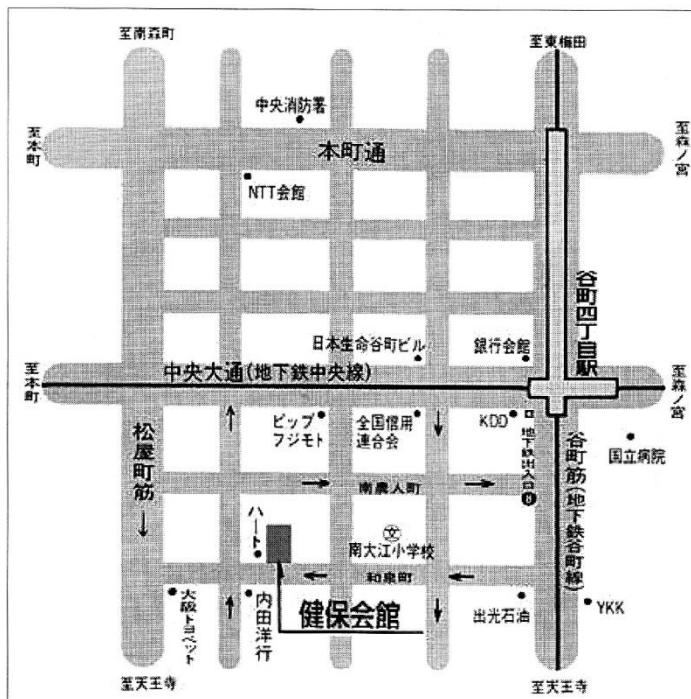 至南森町
至東梅田
中央消防署
至本町
本町通
至森ノ宮
NTT会館
谷町四丁目駅
日本生命谷町ビル
銀行会館
至本町
中央大通(地下鉄中央線)
至森ノ宮
松屋町筋
ピップ
フジモト
全国信用
連合会
KDD
地下鉄出入口
8
国立病院
谷町筋(地下鉄谷町線)
南農人町
ハート
文
南大江小学校
和泉町
大阪トヨペット
内田洋行
健保会館
出光石油
YKK
至天王寺
至天王寺